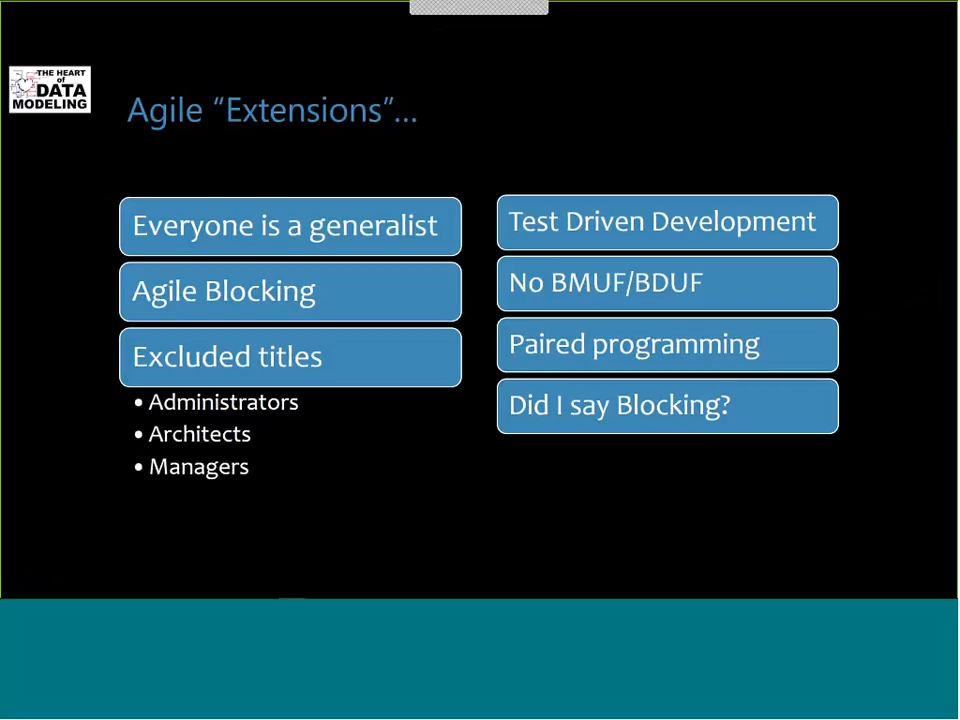 THE HEART
of
DATA
MODELING
Agile “Extensions”...
Everyone is a generalist
Agile Blocking
Excluded titles
• Administrators
• Architects
• Managers
Test Driven Development
No BMUF/BDUF
Paired programming
Did I say Blocking?